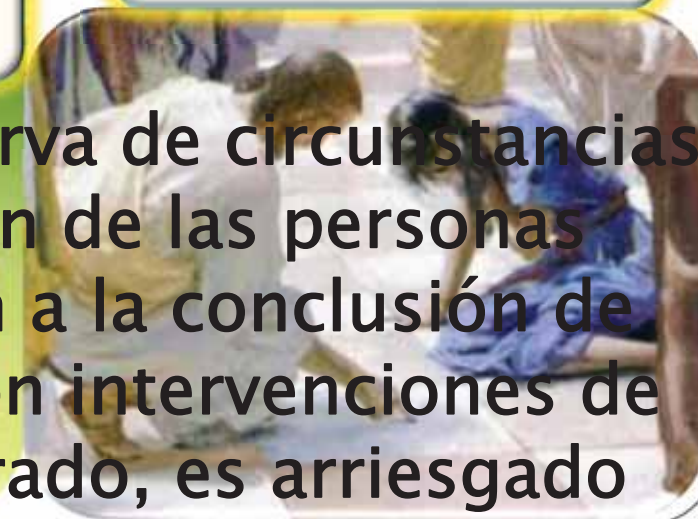 rva de circunstancias
n de las personas
n a la conclusión de
n intervenciones de
rado, es arriesgado